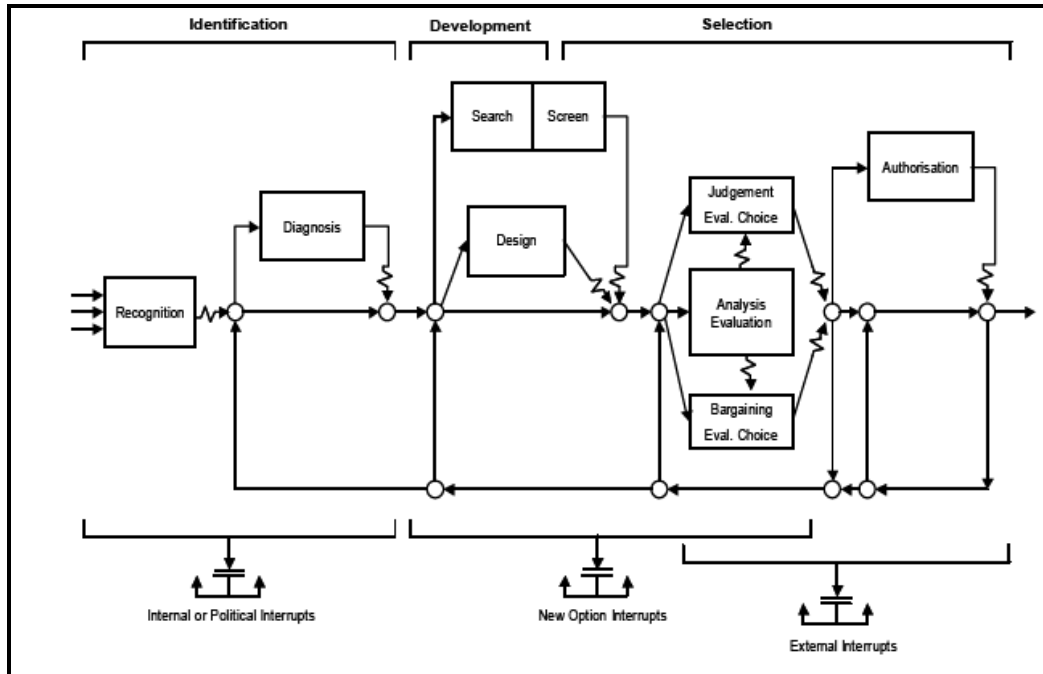 Identification
Development
Selection
Search
Screen
Authorisation
Judgement
Eval. Choice
Diagnosis
Design
Recognition
Analysis
Evaluation
Bargaining
Eval. Choice
Internal or Political Interrupts
New Option Interrupts
External Interrupts